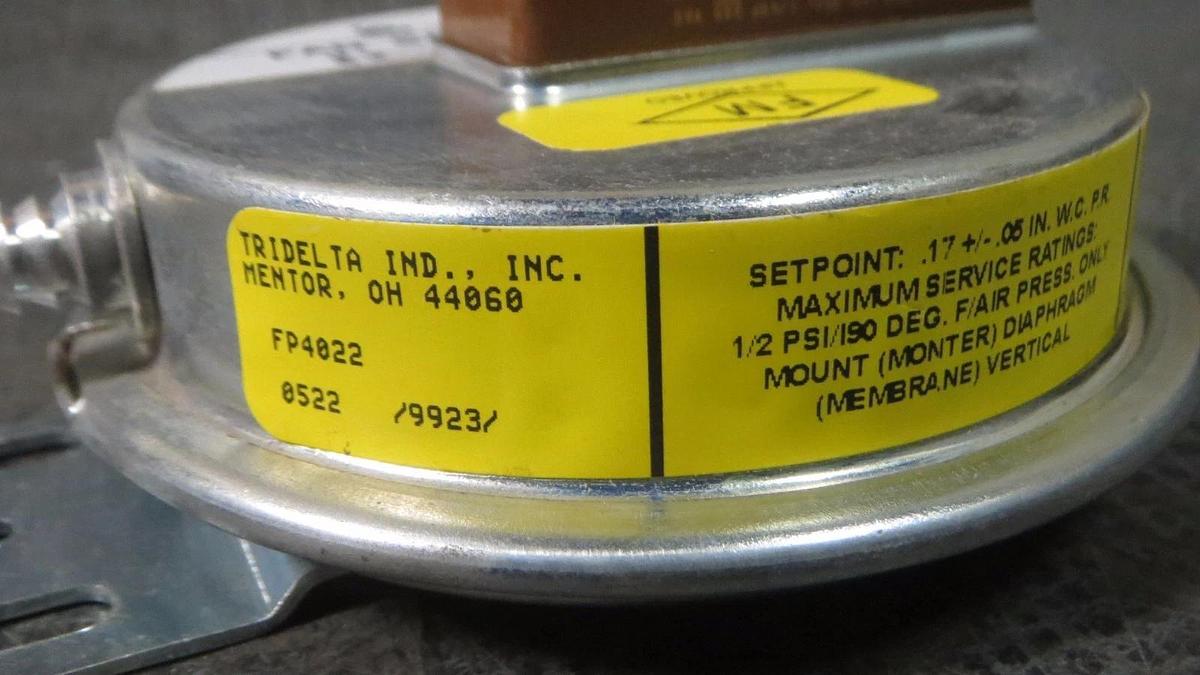 FM
TRIDELTA IND., INC.
MENTOR, OH 44060
FP4022
0522 /9923/
SETPOINT: .17 +/- .05 IN. W.C. P.R.
MAXIMUM SERVICE RATINGS:
1/2 PSI/190 DEG. F/AIR PRESS. ONLY
MOUNT (MONTER) DIAPHRAGM
(MEMBRANE) VERTICAL